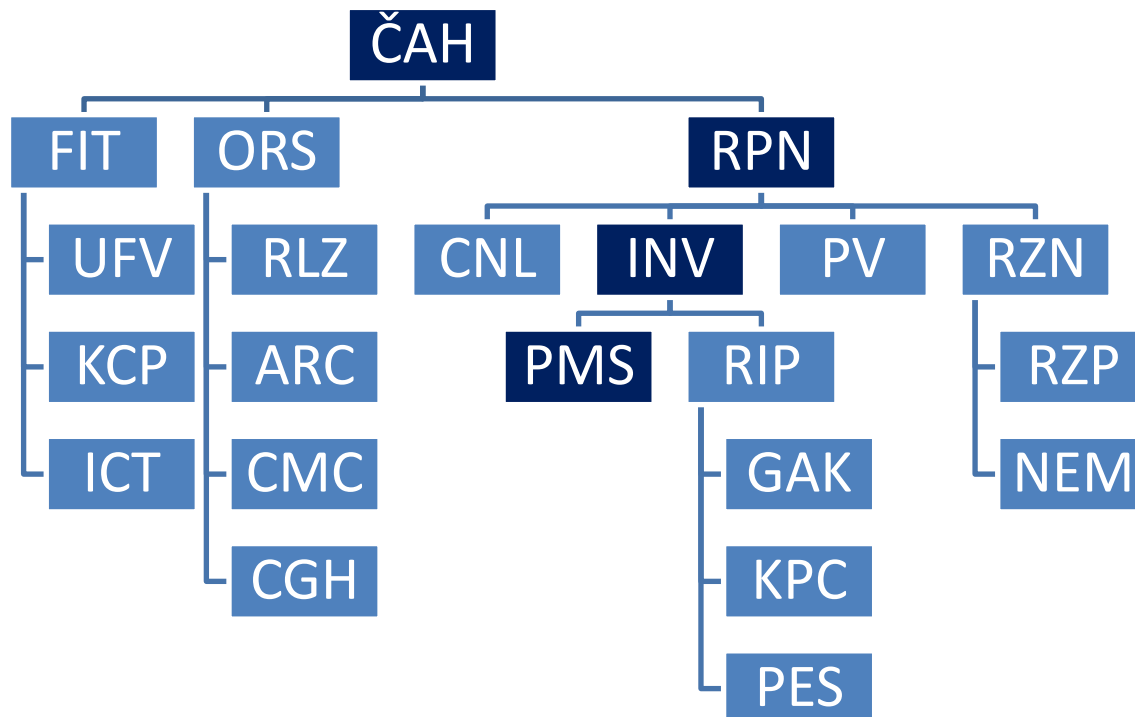 ČAH
FIT
ORS
RPN
UFV
RLZ
CNL
INV
PV
RZN
KCP
ARC
PMS
RIP
RZP
ICT
CMC
GAK
NEM
CGH
KPC
PES